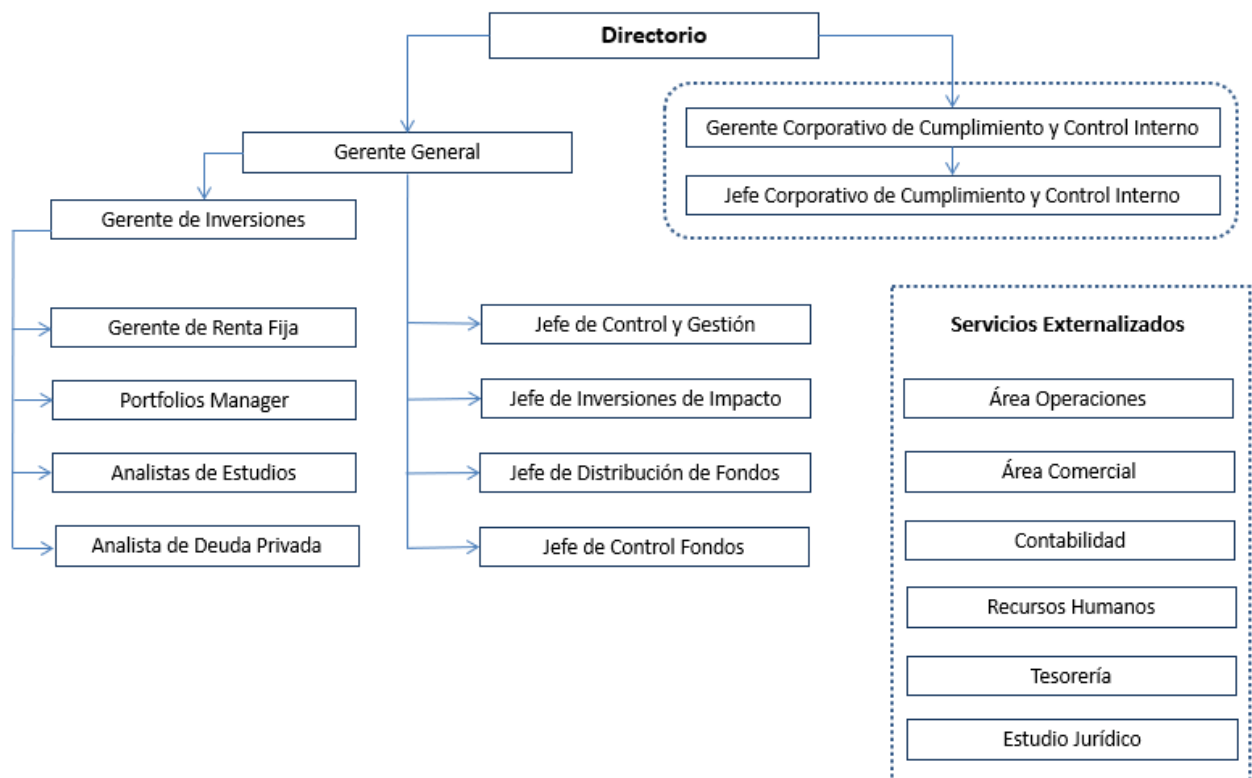 Directorio
Gerente General
Gerente Corporativo de Cumplimiento y Control Interno
Jefe Corporativo de Cumplimiento y Control Interno
Gerente de Inversiones
Gerente de Renta Fija
Portfolios Manager
Analistas de Estudios
Analista de Deuda Privada
Jefe de Control y Gestión
Jefe de Inversiones de Impacto
Jefe de Distribución de Fondos
Jefe de Control Fondos
Servicios Externalizados
Área Operaciones
Área Comercial
Contabilidad
Recursos Humanos
Tesorería
Estudio Jurídico